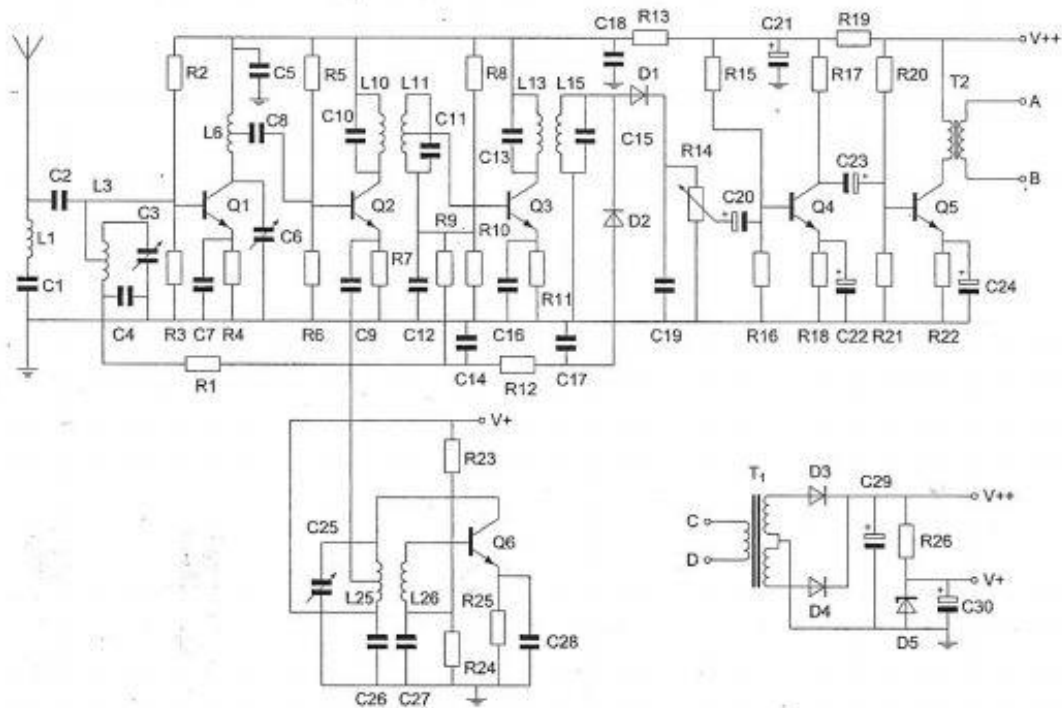 C18 R13 C21 R19 V++
R2 C5 R5 L10 L11 R8 L13 L15 D1 R15 R17 R20 T2
L6 C8 C10 C11 C13 C15 A
C2 L3 R14 C23 B
C3 Q1 Q2 R9 Q3 D2 C20 Q4 Q5
L1 C6 R7 R10
C1 R11 C24
C4 R3 C7 R4 R6 C9 C12 C16 C19 R16 R18 C22 R21 R22
R1 C14 R12 C17
V+
R23
T1 D3 C29 V++
C25 Q6 C
D R26
L25 L26 R25 V+
D4 C30
R24 C28 D5
C26 C27